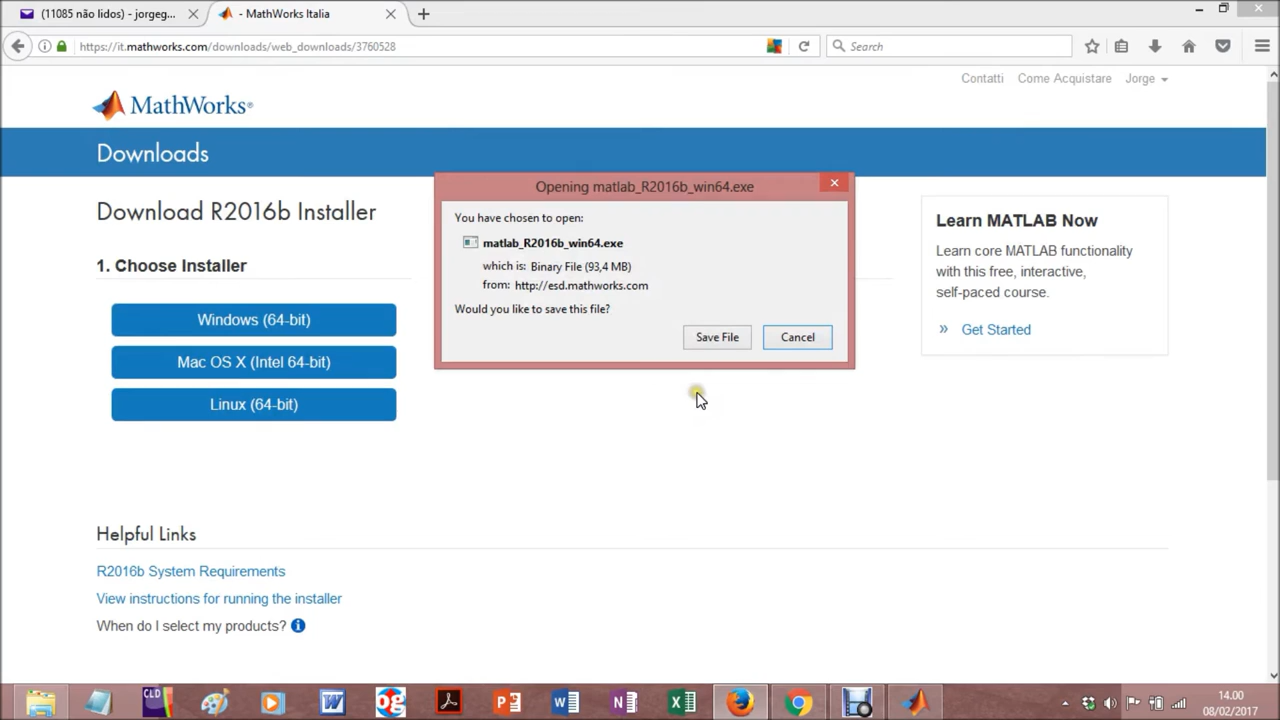 (11085 não lidos) - jorgeg...
- MathWorks Italia
https://it.mathworks.com/downloads/web_downloads/3760528
Search
Contatti
Come Acquistare
Jorge
MathWorks®
Downloads
Download R2016b Installer
1. Choose Installer
Windows (64-bit)
Mac OS X (Intel 64-bit)
Linux (64-bit)
Opening matlab_R2016b_win64.exe
You have chosen to open:
matlab_R2016b_win64.exe
which is: Binary File (93,4 MB)
from: http://esd.mathworks.com
Would you like to save this file?
Save File
Cancel
Learn MATLAB Now
Learn core MATLAB functionality
with this free, interactive,
self-paced course.
» Get Started
Helpful Links
R2016b System Requirements
View instructions for running the installer
When do I select my products?
CLD
14.00
08/02/2017